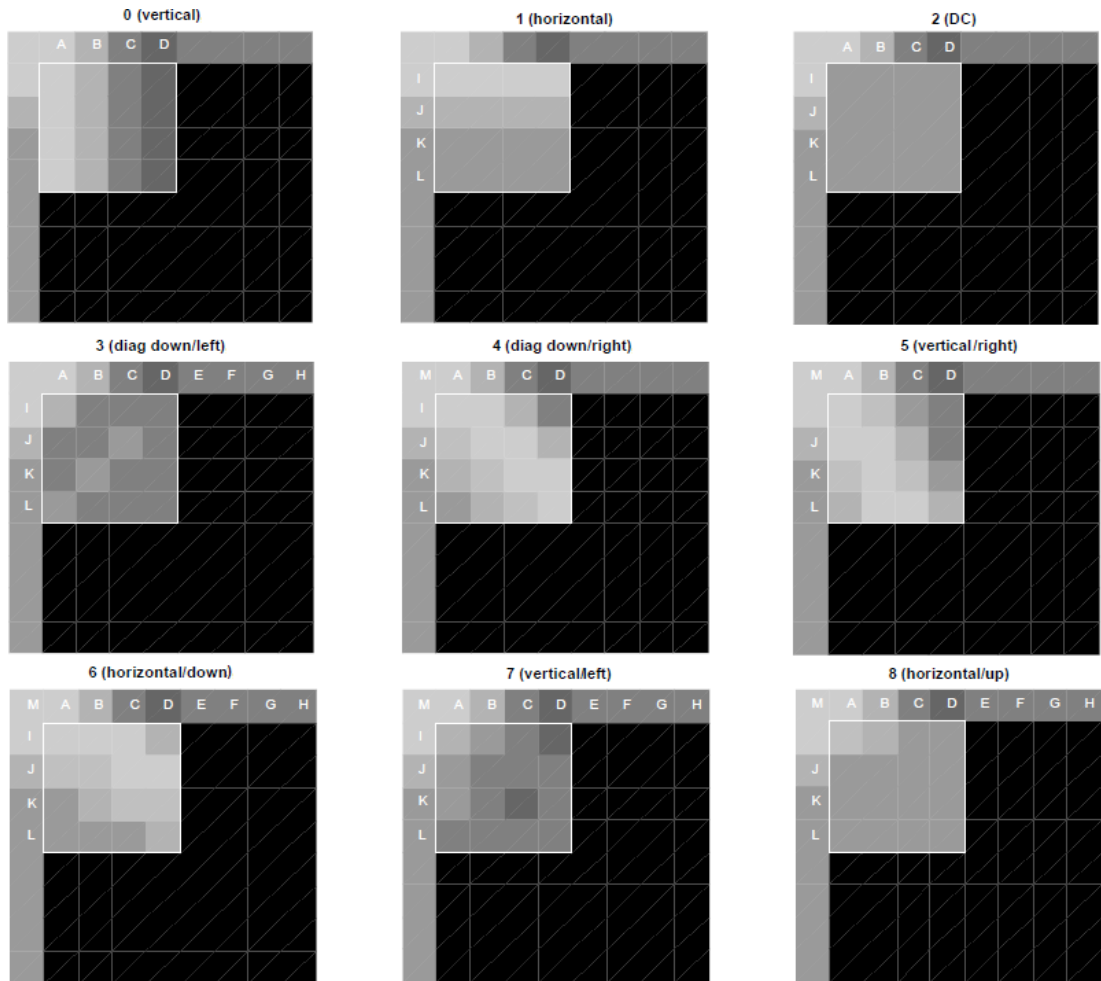 0 (vertical)
A B C D
1 (horizontal)
I
J
K
L
2 (DC)
A B C D
I
J
K
L
3 (diag down/left)
A B C D E F G H
I
J
K
L
4 (diag down/right)
M A B C D
I
J
K
L
5 (vertical/right)
M A B C D
J
K
L
6 (horizontal/down)
M A B C D E F G H
I
J
K
L
7 (vertical/left)
M A B C D E F G H
I
J
K
L
8 (horizontal/up)
M A B C D E F G H
J
K
L